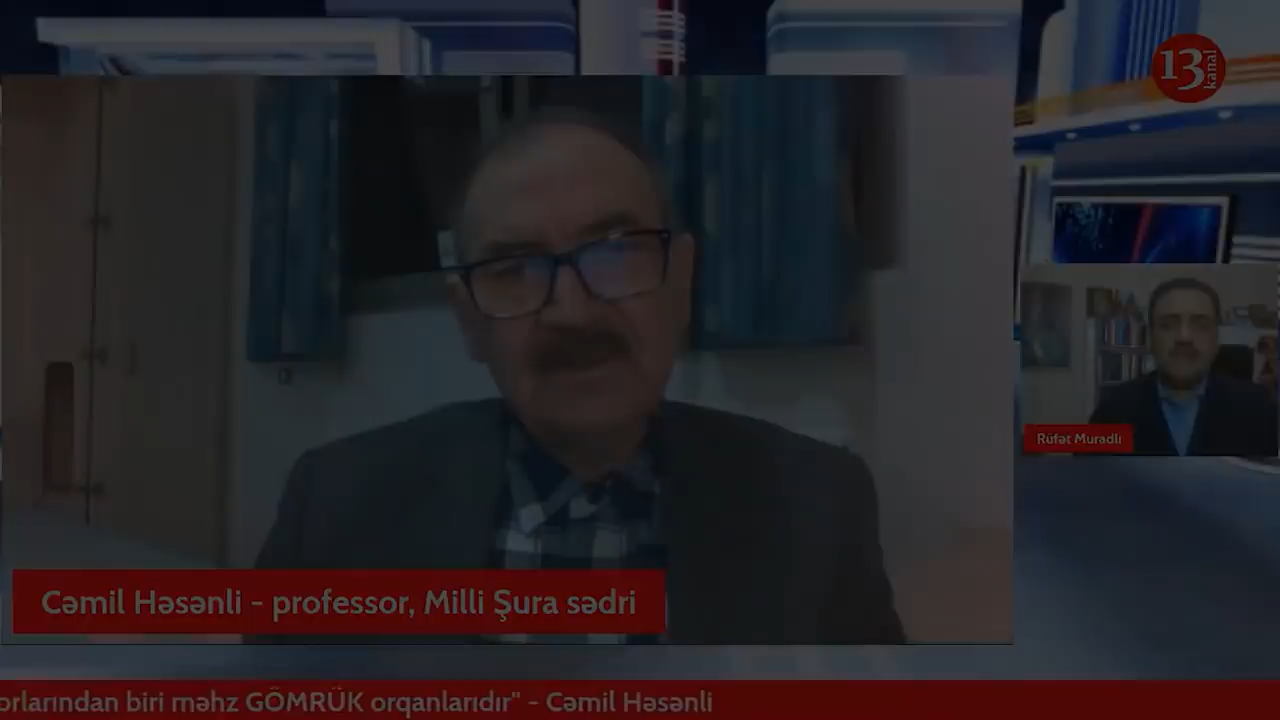 13
kanal
Rüfət Muradlı
Cəmil Həsənli - professor, Milli Şura sədri
orlarından biri məhz GÖMRÜK orqanlarıdır" - Cəmil Həsənli